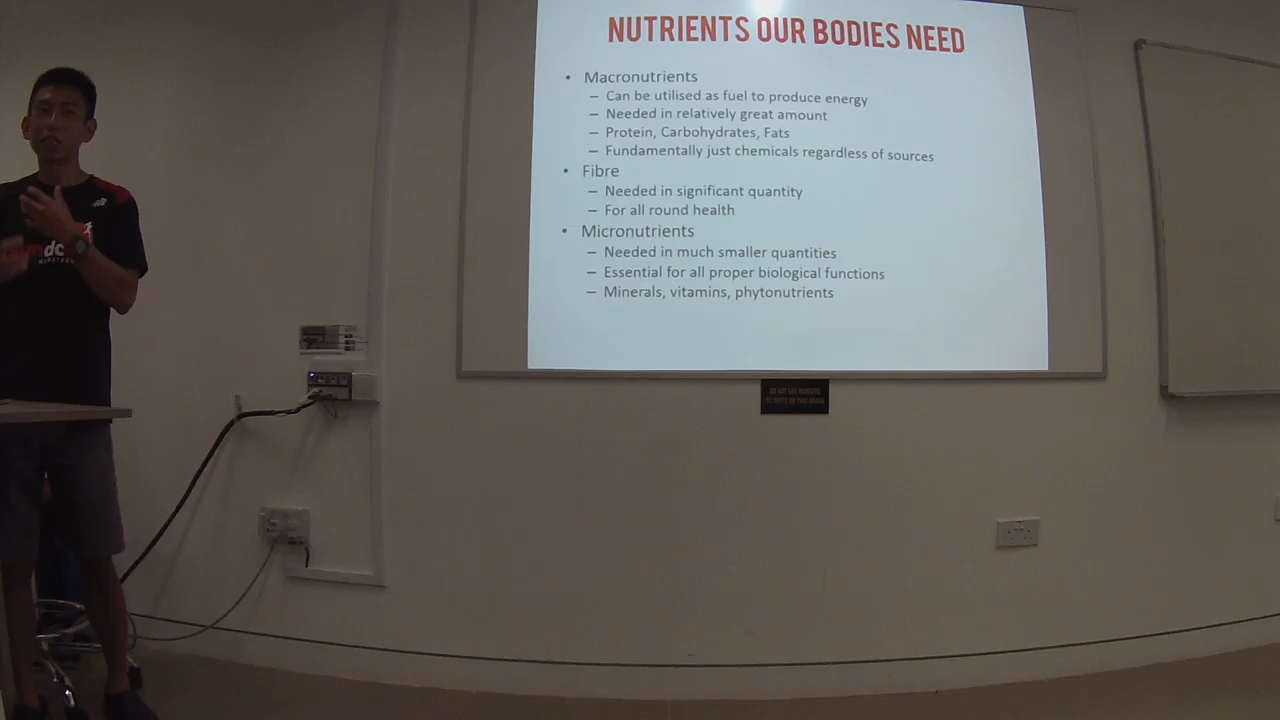 NUTRIENTS OUR BODIES NEED
• Macronutrients
– Can be utilised as fuel to produce energy
– Needed in relatively great amount
– Protein, Carbohydrates, Fats
– Fundamentally just chemicals regardless of sources
• Fibre
– Needed in significant quantity
– For all round health
• Micronutrients
– Needed in much smaller quantities
– Essential for all proper biological functions
– Minerals, vitamins, phytonutrients